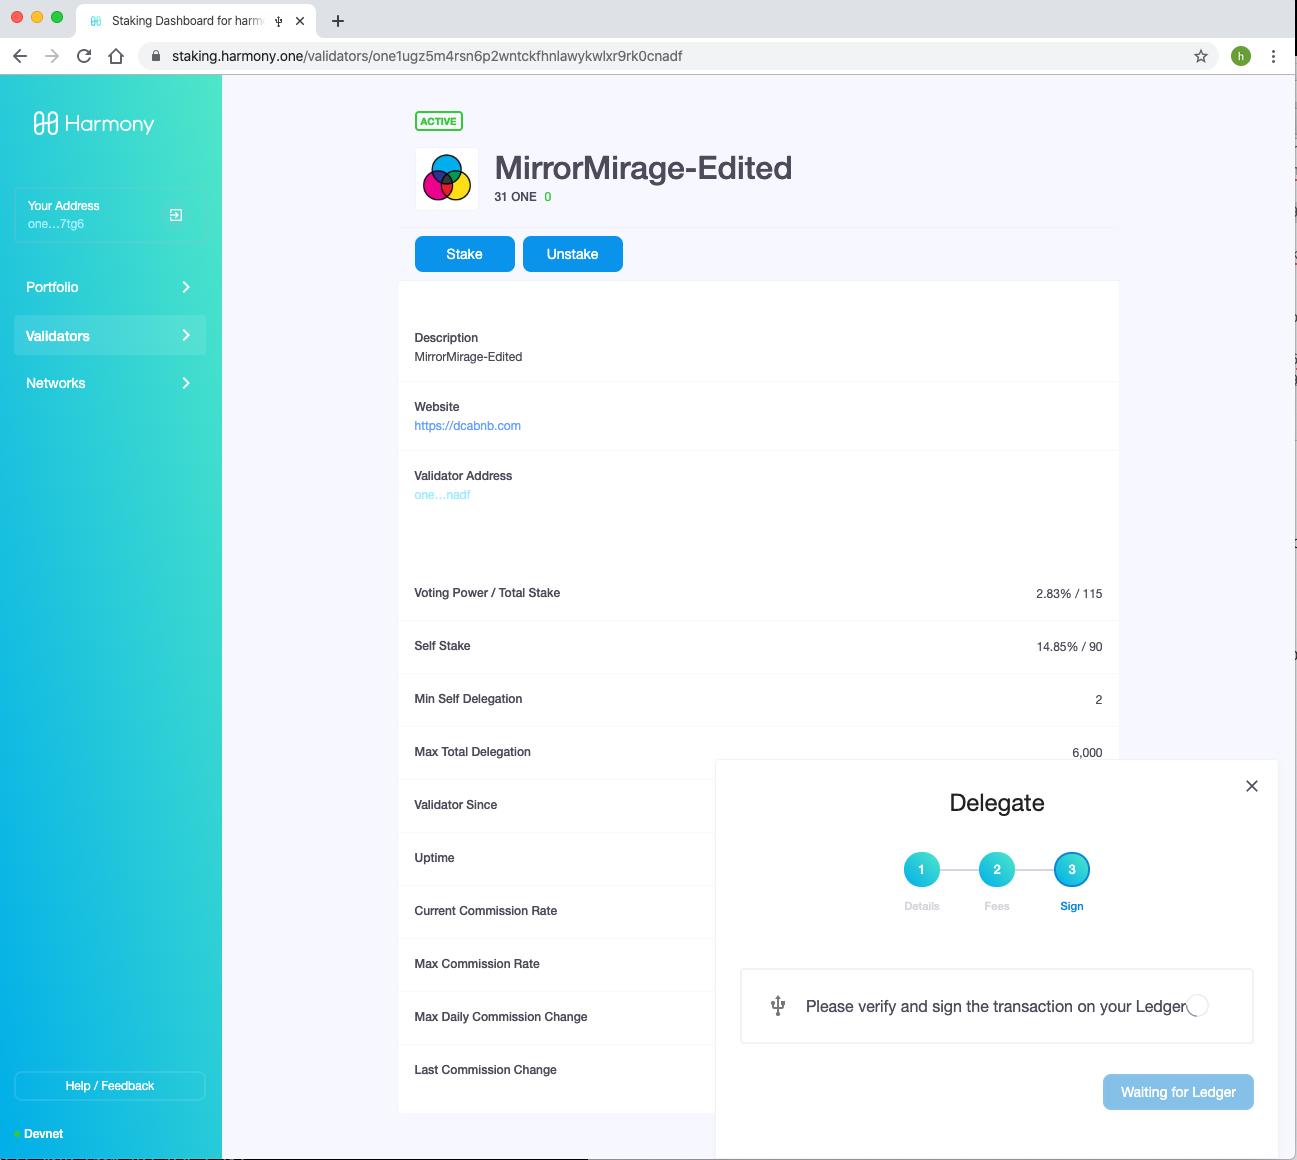 Staking Dashboard for harm
staking.harmony.one/validators/one1ugz5m4rsn6p2wntckfhnlawykwlxr9rk0cnadf
h
Harmony
Your Address
one...7tg6
Portfolio
Validators
Networks
Help / Feedback
Devnet
ACTIVE
MirrorMirage-Edited
31 ONE 0
Stake
Unstake
Description
MirrorMirage-Edited
Website
https://dcabnb.com
Validator Address
one...nadf
Voting Power / Total Stake 2.83% / 115
Self Stake 14.85% / 90
Min Self Delegation 2
Max Total Delegation 6,000
Validator Since
Uptime
Current Commission Rate
Max Commission Rate
Max Daily Commission Change
Last Commission Change
Delegate
1 2 3
Details Fees Sign
Please verify and sign the transaction on your Ledger
Waiting for Ledger